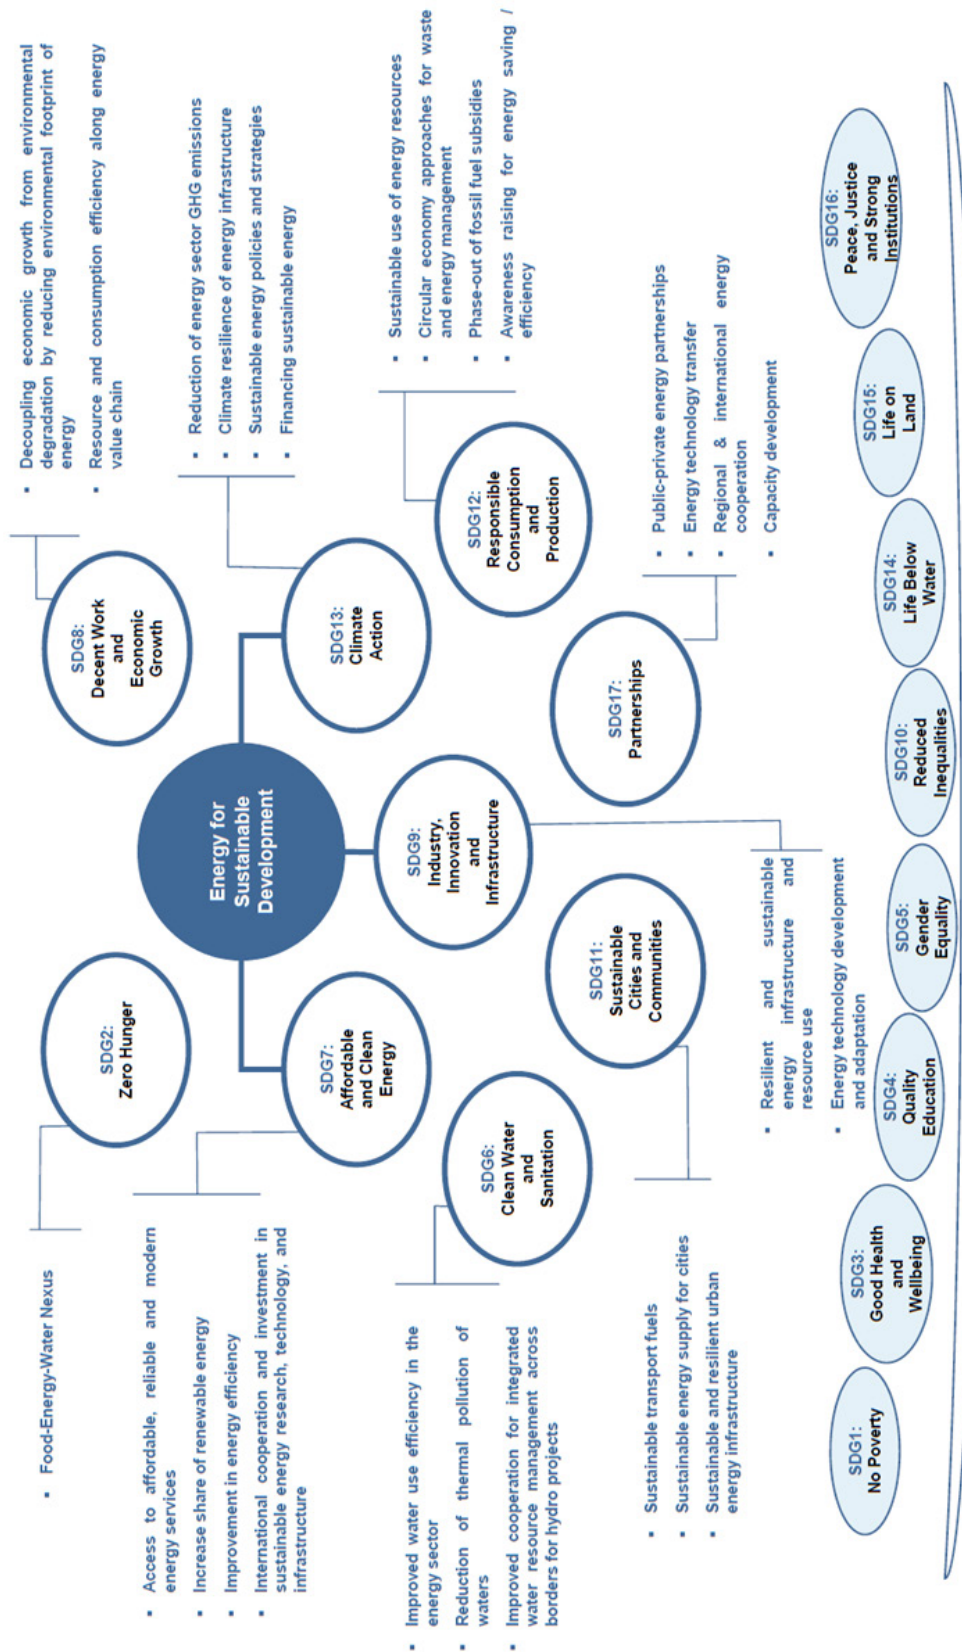 Food-Energy-Water Nexus
Access to affordable, reliable and modern
energy services
Increase share of renewable energy
Improvement in energy efficiency
International cooperation and investment in
sustainable energy research, technology, and
infrastructure
Improved water use efficiency in the
energy sector
Reduction of thermal pollution of
waters
Improved cooperation for integrated
water resource management across
borders for hydro projects
Sustainable transport fuels
Sustainable energy supply for cities
Sustainable and resilient urban
energy infrastructure
SDG2:
Zero Hunger
SDG7:
Affordable
and Clean
Energy
SDG6:
Clean Water
and
Sanitation
SDG11:
Sustainable
Cities and
Communities
Energy for
Sustainable
Development
SDG9:
Industry,
Innovation
and
Infrastructure
Resilient and sustainable
energy infrastructure and
resource use
Energy technology development
and adaptation
SDG8:
Decent Work
and
Economic
Growth
SDG13:
Climate
Action
SDG12:
Responsible
Consumption
and
Production
SDG17:
Partnerships
Decoupling economic growth from environmental
degradation by reducing environmental footprint of
energy
Resource and consumption efficiency along energy
value chain
Reduction of energy sector GHG emissions
Climate resilience of energy infrastructure
Sustainable energy policies and strategies
Financing sustainable energy
Sustainable use of energy resources
Circular economy approaches for waste
and energy management
Phase-out of fossil fuel subsidies
Awareness raising for energy saving /
efficiency
Public-private energy partnerships
Energy technology transfer
Regional & international energy
cooperation
Capacity development
SDG1:
No Poverty
SDG3:
Good Health
and
Wellbeing
SDG4:
Quality
Education
SDG5:
Gender
Equality
SDG10:
Reduced
Inequalities
SDG14:
Life Below
Water
SDG15:
Life on
Land
SDG16:
Peace, Justice
and Strong
Institutions